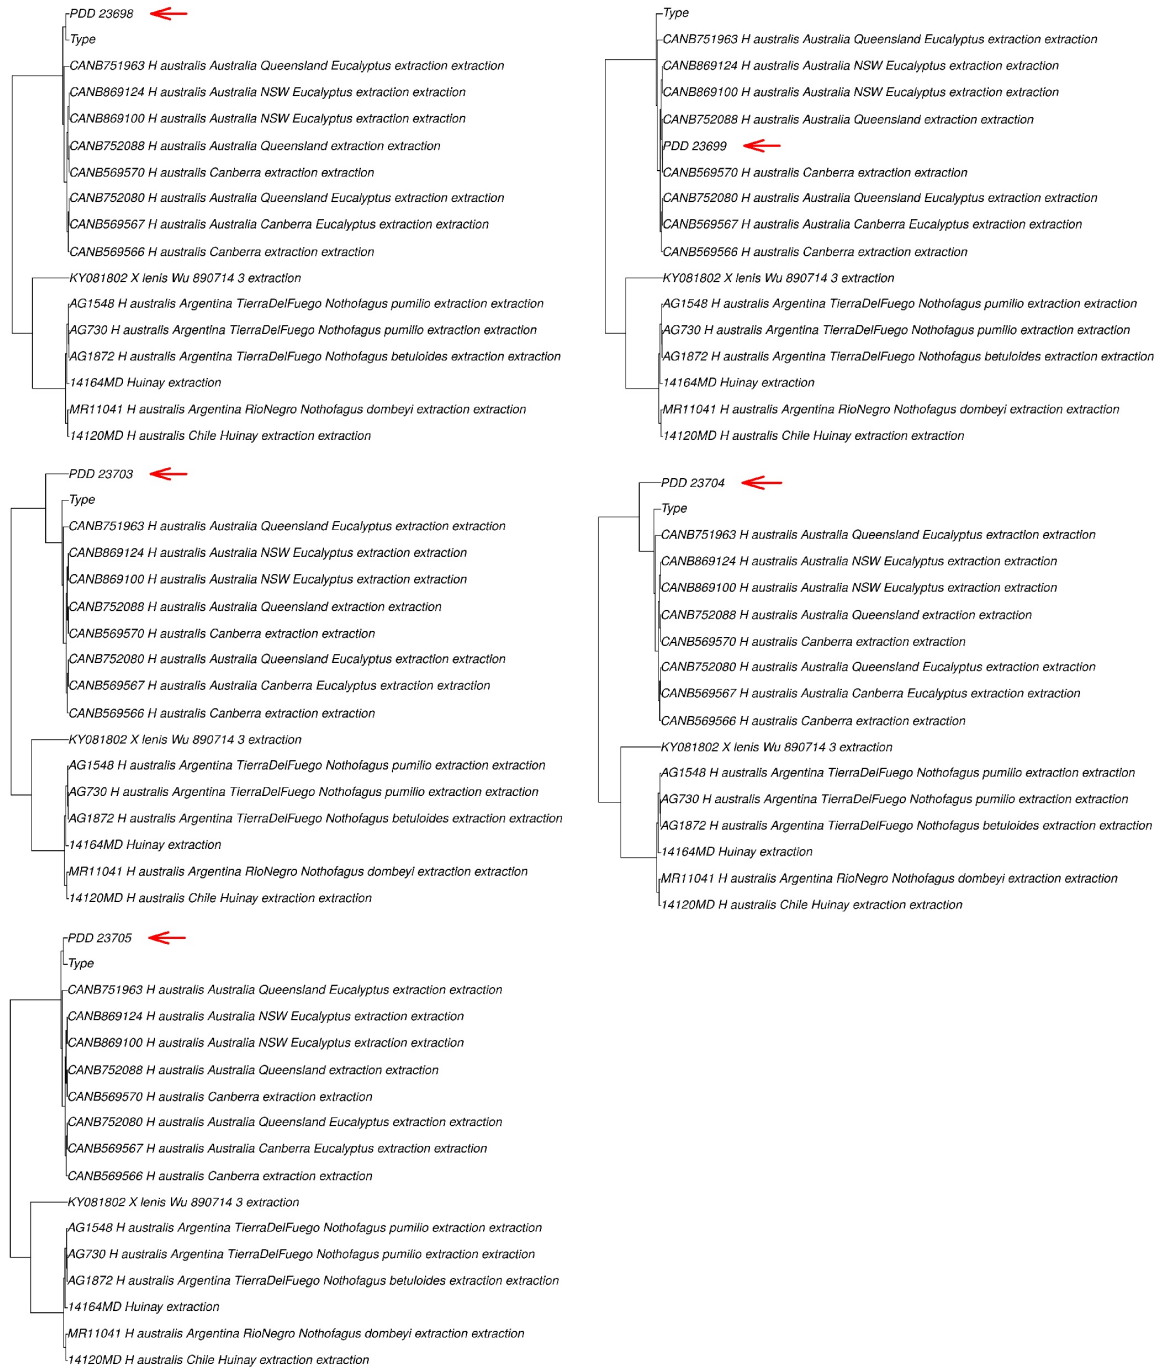 PDD 23698
Type
CANB751963 H australis Australia Queensland Eucalyptus extraction extraction
CANB869124 H australis Australia NSW Eucalyptus extraction extraction
CANB869100 H australis Australia NSW Eucalyptus extraction extraction
CANB752088 H australis Australia Queensland extraction extraction
CANB569570 H australis Canberra extraction extraction
CANB752080 H australis Australia Queensland Eucalyptus extraction extraction
CANB569567 H australis Australia Canberra Eucalyptus extraction extraction
CANB569566 H australis Canberra extraction extraction
KY081802 X lenis Wu 890714 3 extraction
AG1548 H australis Argentina TierraDelFuego Nothofagus pumilio extraction extraction
AG730 H australis Argentina TierraDelFuego Nothofagus pumilio extraction extraction
AG1872 H australis Argentina TierraDelFuego Nothofagus betuloides extraction extraction
14164MD Huinay extraction
MR11041 H australis Argentina RioNegro Nothofagus dombeyi extraction extraction
14120MD H australis Chile Huinay extraction extraction
Type
CANB751963 H australis Australia Queensland Eucalyptus extraction extraction
CANB869124 H australis Australia NSW Eucalyptus extraction extraction
CANB869100 H australis Australia NSW Eucalyptus extraction extraction
CANB752088 H australis Australia Queensland extraction extraction
PDD 23699
CANB569570 H australis Canberra extraction extraction
CANB752080 H australis Australia Queensland Eucalyptus extraction extraction
CANB569567 H australis Australia Canberra Eucalyptus extraction extraction
CANB569566 H australis Canberra extraction extraction
KY081802 X lenis Wu 890714 3 extraction
AG1548 H australis Argentina TierraDelFuego Nothofagus pumilio extraction extraction
AG730 H australis Argentina TierraDelFuego Nothofagus pumilio extraction extraction
AG1872 H australis Argentina TierraDelFuego Nothofagus betuloides extraction extraction
14164MD Huinay extraction
MR11041 H australis Argentina RioNegro Nothofagus dombeyi extraction extraction
14120MD H australis Chile Huinay extraction extraction
PDD 23703
Type
CANB751963 H australis Australia Queensland Eucalyptus extraction extraction
CANB869124 H australis Australia NSW Eucalyptus extraction extraction
CANB869100 H australis Australia NSW Eucalyptus extraction extraction
CANB752088 H australis Australia Queensland extraction extraction
CANB569570 H australis Canberra extraction extraction
CANB752080 H australis Australia Queensland Eucalyptus extraction extraction
CANB569567 H australis Australia Canberra Eucalyptus extraction extraction
CANB569566 H australis Canberra extraction extraction
KY081802 X lenis Wu 890714 3 extraction
AG1548 H australis Argentina TierraDelFuego Nothofagus pumilio extraction extraction
AG730 H australis Argentina TierraDelFuego Nothofagus pumilio extraction extraction
AG1872 H australis Argentina TierraDelFuego Nothofagus betuloides extraction extraction
14164MD Huinay extraction
MR11041 H australis Argentina RioNegro Nothofagus dombeyi extraction extraction
14120MD H australis Chile Huinay extraction extraction
PDD 23704
Type
CANB751963 H australis Australia Queensland Eucalyptus extraction extraction
CANB869124 H australis Australia NSW Eucalyptus extraction extraction
CANB869100 H australis Australia NSW Eucalyptus extraction extraction
CANB752088 H australis Australia Queensland extraction extraction
CANB569570 H australis Canberra extraction extraction
CANB752080 H australis Australia Queensland Eucalyptus extraction extraction
CANB569567 H australis Australia Canberra Eucalyptus extraction extraction
CANB569566 H australis Canberra extraction extraction
KY081802 X lenis Wu 890714 3 extraction
AG1548 H australis Argentina TierraDelFuego Nothofagus pumilio extraction extraction
AG730 H australis Argentina TierraDelFuego Nothofagus pumilio extraction extraction
AG1872 H australis Argentina TierraDelFuego Nothofagus betuloides extraction extraction
14164MD Huinay extraction
MR11041 H australis Argentina RioNegro Nothofagus dombeyi extraction extraction
14120MD H australis Chile Huinay extraction extraction
PDD 23705
Type
CANB751963 H australis Australia Queensland Eucalyptus extraction extraction
CANB869124 H australis Australia NSW Eucalyptus extraction extraction
CANB869100 H australis Australia NSW Eucalyptus extraction extraction
CANB752088 H australis Australia Queensland extraction extraction
CANB569570 H australis Canberra extraction extraction
CANB752080 H australis Australia Queensland Eucalyptus extraction extraction
CANB569567 H australis Australia Canberra Eucalyptus extraction extraction
CANB569566 H australis Canberra extraction extraction
KY081802 X lenis Wu 890714 3 extraction
AG1548 H australis Argentina TierraDelFuego Nothofagus pumilio extraction extraction
AG730 H australis Argentina TierraDelFuego Nothofagus pumilio extraction extraction
AG1872 H australis Argentina TierraDelFuego Nothofagus betuloides extraction extraction
14164MD Huinay extraction
MR11041 H australis Argentina RioNegro Nothofagus dombeyi extraction extraction
14120MD H australis Chile Huinay extraction extraction